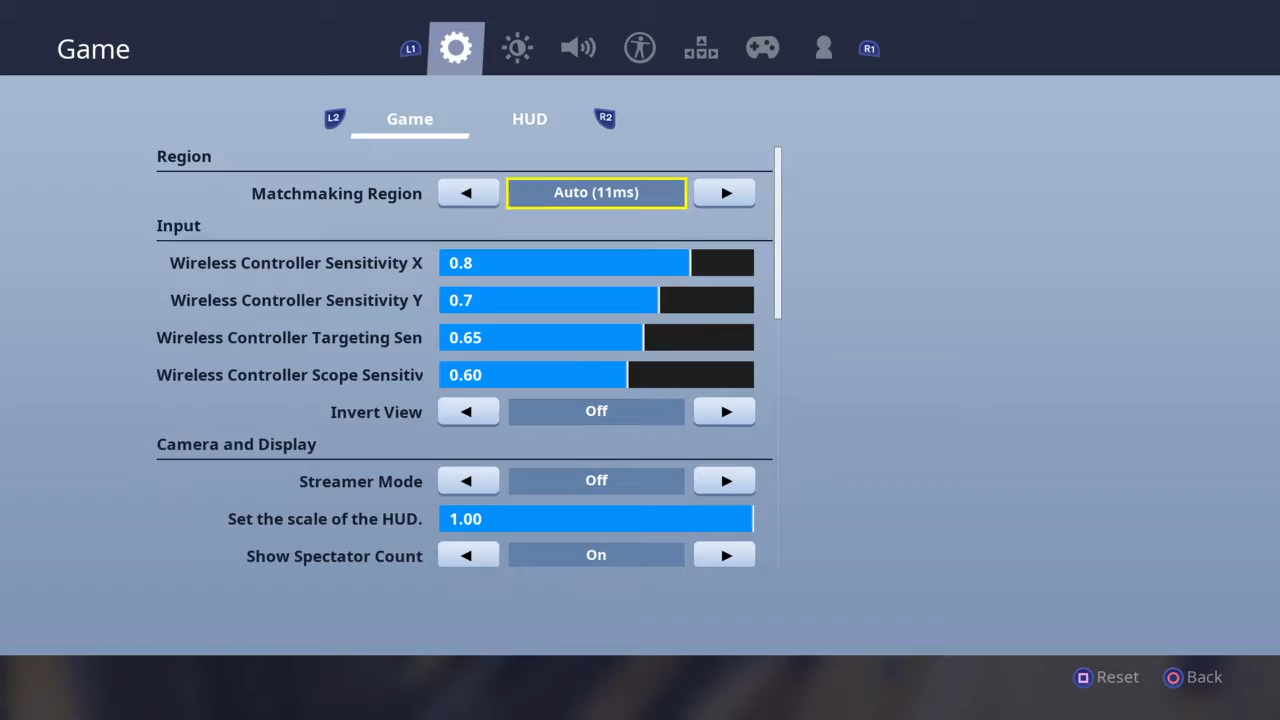 Game
L1
R1
L2
Game
HUD
R2
Region
Matchmaking Region
Auto (11ms)
Input
Wireless Controller Sensitivity X
0.8
Wireless Controller Sensitivity Y
0.7
Wireless Controller Targeting Sen
0.65
Wireless Controller Scope Sensitiv
0.60
Invert View
Off
Camera and Display
Streamer Mode
Off
Set the scale of the HUD.
1.00
Show Spectator Count
On
Reset
Back